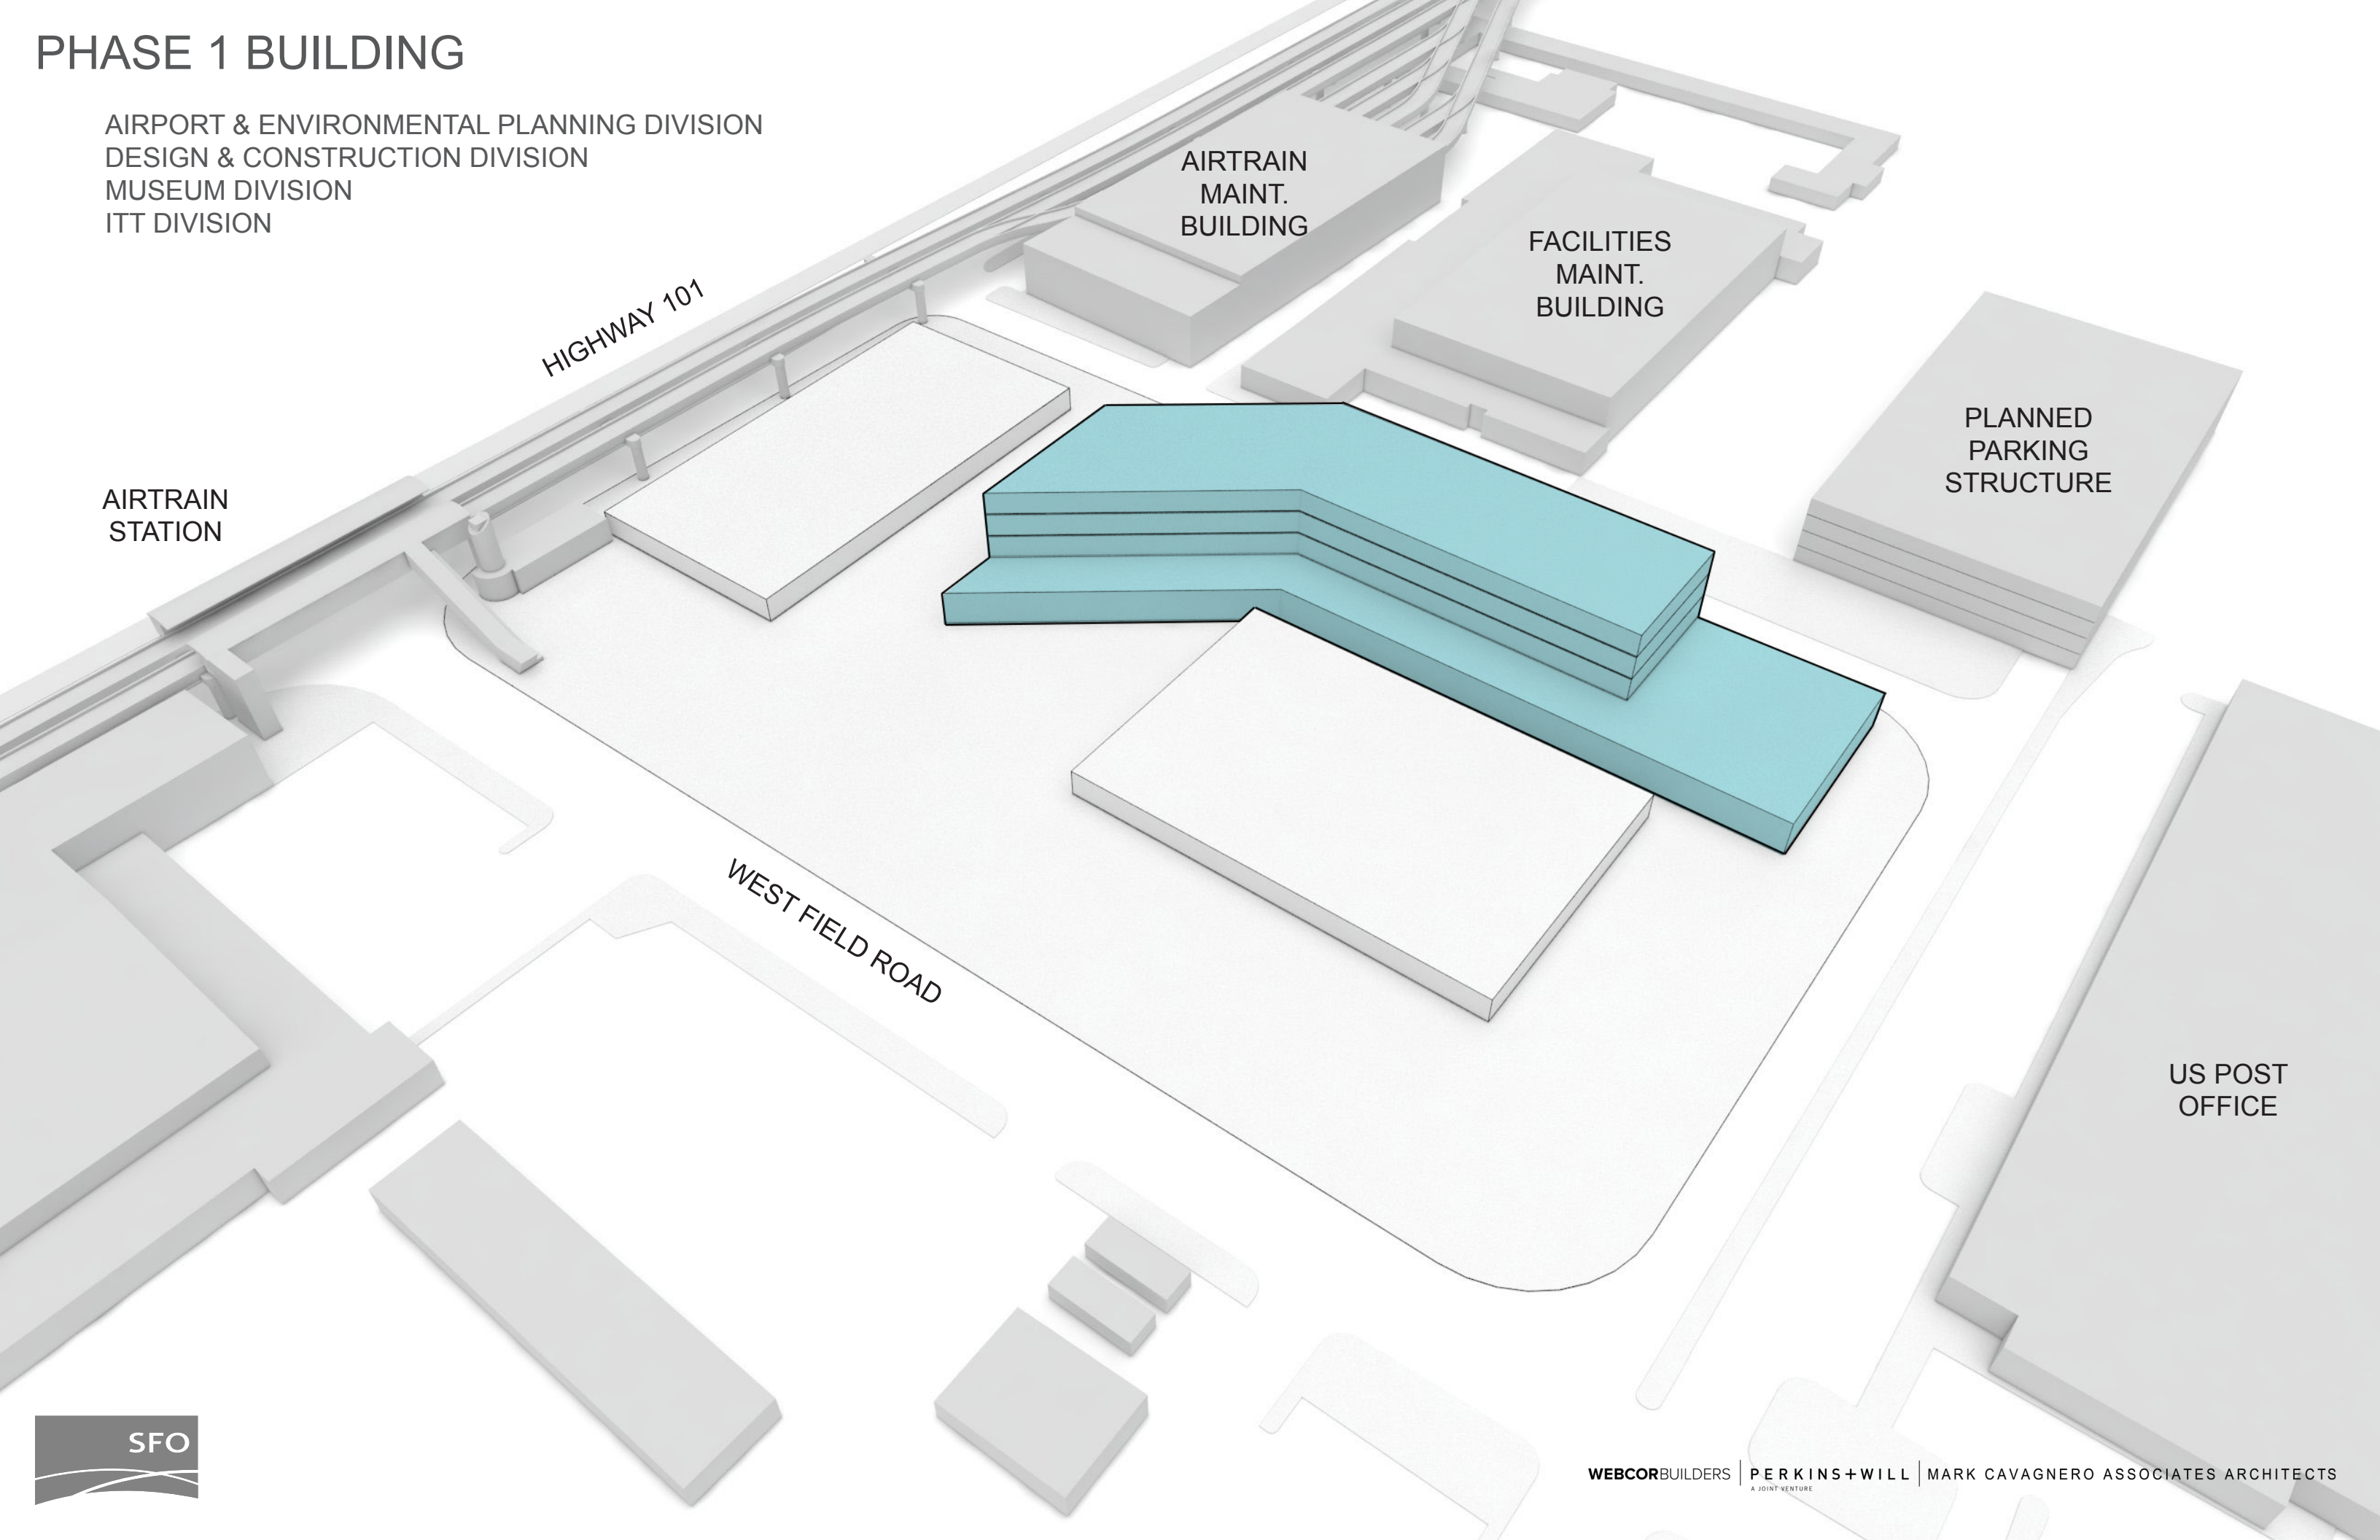 PHASE 1 BUILDING
AIRPORT & ENVIRONMENTAL PLANNING DIVISION
DESIGN & CONSTRUCTION DIVISION
MUSEUM DIVISION
ITT DIVISION
AIRTRAIN
MAINT.
BUILDING
FACILITIES
MAINT.
BUILDING
HIGHWAY 101
PLANNED
PARKING
STRUCTURE
AIRTRAIN
STATION
WEST FIELD ROAD
US POST
OFFICE
SFO
WEBCORBUILDERS | PERKINS+WILL | MARK CAVAGNERO ASSOCIATES ARCHITECTS
A JOINT VENTURE